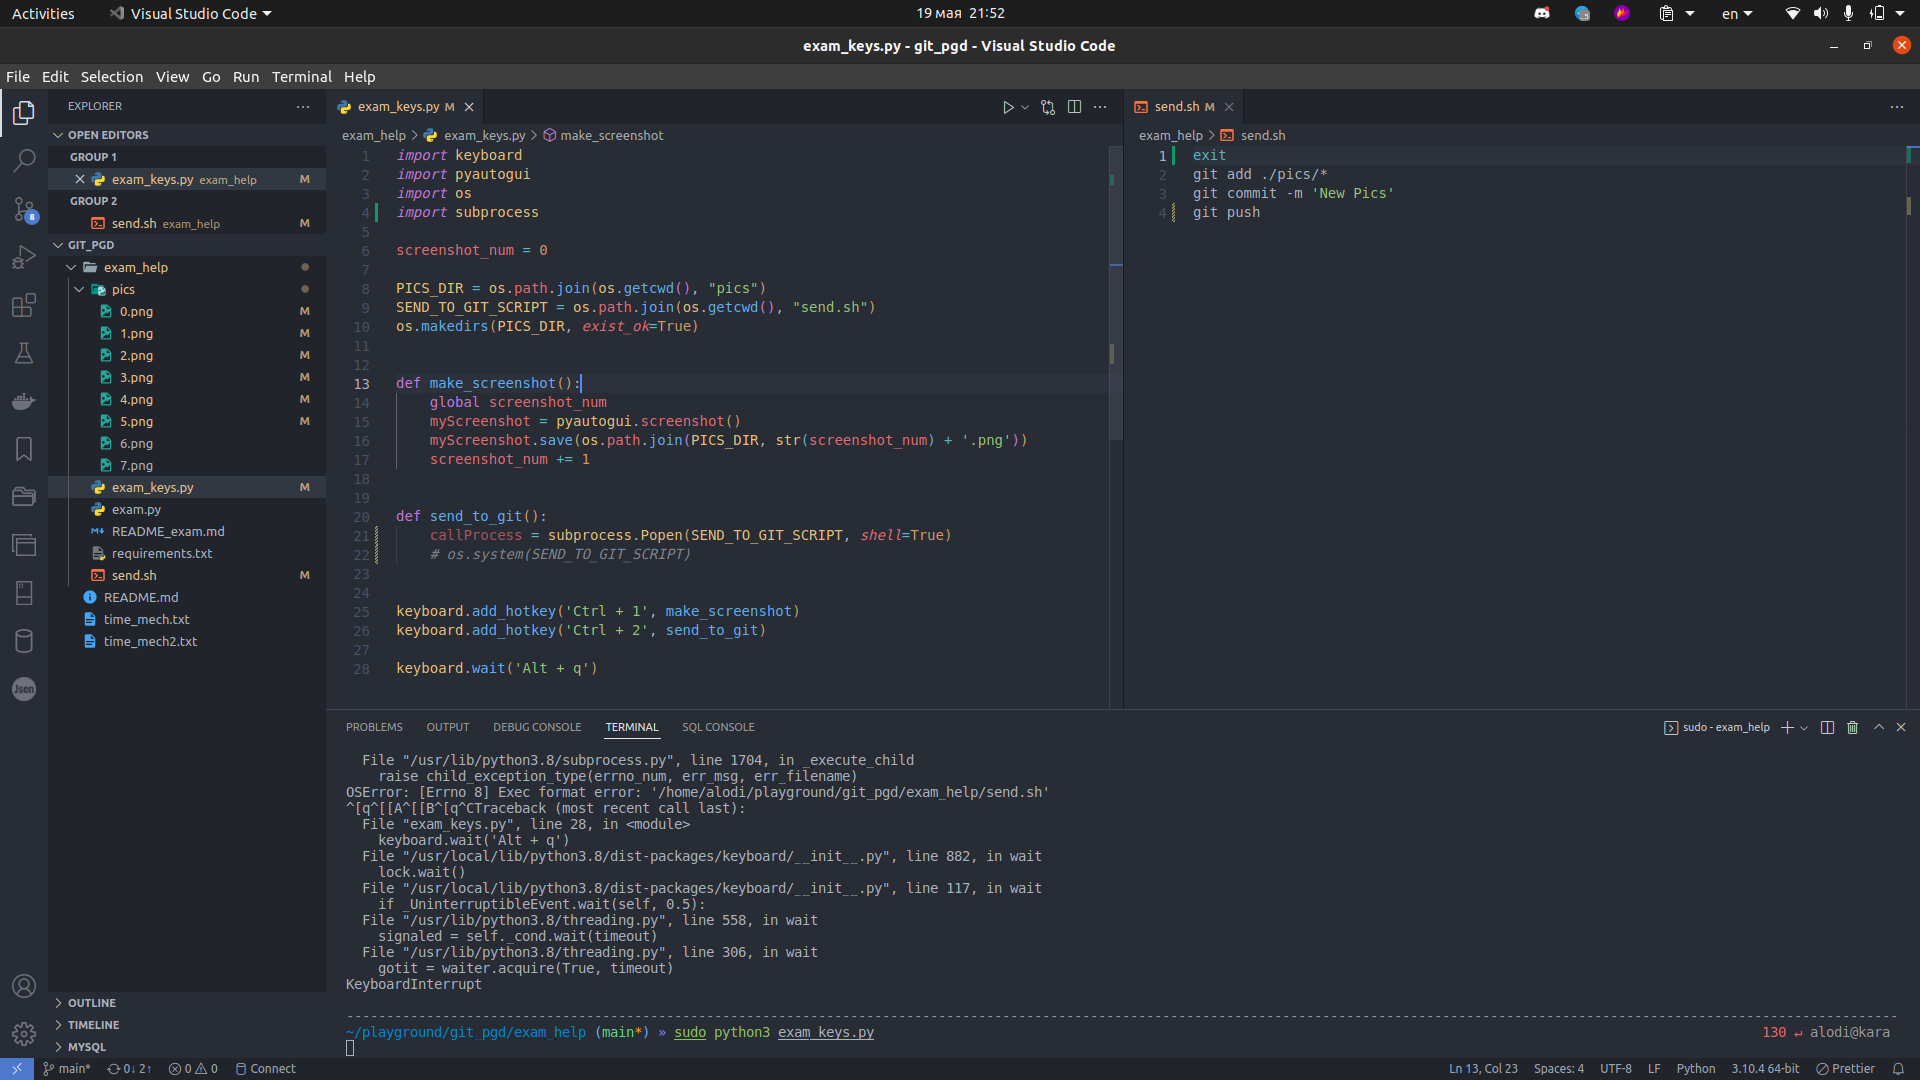 Activities
Visual Studio Code
19 мая 21:52
en
exam_keys.py - git_pgd - Visual Studio Code
File Edit Selection View Go Run Terminal Help
EXPLORER
OPEN EDITORS
GROUP 1
exam_keys.py exam_help M
GROUP 2
send.sh exam_help M
GIT_PGD
exam_help
pics
0.png M
1.png M
2.png M
3.png M
4.png M
5.png M
6.png
7.png
exam_keys.py M
exam.py
README_exam.md
requirements.txt
send.sh M
README.md
time_mech.txt
time_mech2.txt
OUTLINE
TIMELINE
MYSQL
8
Json
exam_keys.py M
exam_help > exam_keys.py > make_screenshot
1 import keyboard
2 import pyautogui
3 import os
4 import subprocess
5
6 screenshot_num = 0
7
8 PICS_DIR = os.path.join(os.getcwd(), "pics")
9 SEND_TO_GIT_SCRIPT = os.path.join(os.getcwd(), "send.sh")
10 os.makedirs(PICS_DIR, exist_ok=True)
11
12
13 def make_screenshot():
14 global screenshot_num
15 myScreenshot = pyautogui.screenshot()
16 myScreenshot.save(os.path.join(PICS_DIR, str(screenshot_num) + '.png'))
17 screenshot_num += 1
18
19
20 def send_to_git():
21 callProcess = subprocess.Popen(SEND_TO_GIT_SCRIPT, shell=True)
22 # os.system(SEND_TO_GIT_SCRIPT)
23
24
25 keyboard.add_hotkey('Ctrl + 1', make_screenshot)
26 keyboard.add_hotkey('Ctrl + 2', send_to_git)
27
28 keyboard.wait('Alt + q')
send.sh M
exam_help > send.sh
1 exit
2 git add ./pics/*
3 git commit -m 'New Pics'
4 git push
PROBLEMS OUTPUT DEBUG CONSOLE TERMINAL SQL CONSOLE
sudo - exam_help
File "/usr/lib/python3.8/subprocess.py", line 1704, in _execute_child
raise child_exception_type(errno_num, err_msg, err_filename)
OSError: [Errno 8] Exec format error: '/home/alodi/playground/git_pgd/exam_help/send.sh'
^[q^[[A^[[B^[q^CTraceback (most recent call last):
File "exam_keys.py", line 28, in <module>
keyboard.wait('Alt + q')
File "/usr/local/lib/python3.8/dist-packages/keyboard/__init__.py", line 882, in wait
lock.wait()
File "/usr/local/lib/python3.8/dist-packages/keyboard/__init__.py", line 117, in wait
if _UninterruptibleEvent.wait(self, 0.5):
File "/usr/lib/python3.8/threading.py", line 558, in wait
signaled = self._cond.wait(timeout)
File "/usr/lib/python3.8/threading.py", line 306, in wait
gotit = waiter.acquire(True, timeout)
KeyboardInterrupt
~/playground/git_pgd/exam_help (main*) » sudo python3 exam_keys.py 130 ↵ alodi@kara
main* 0↓ 2↑ 0 0 Connect
Ln 13, Col 23 Spaces: 4 UTF-8 LF Python 3.10.4 64-bit Prettier